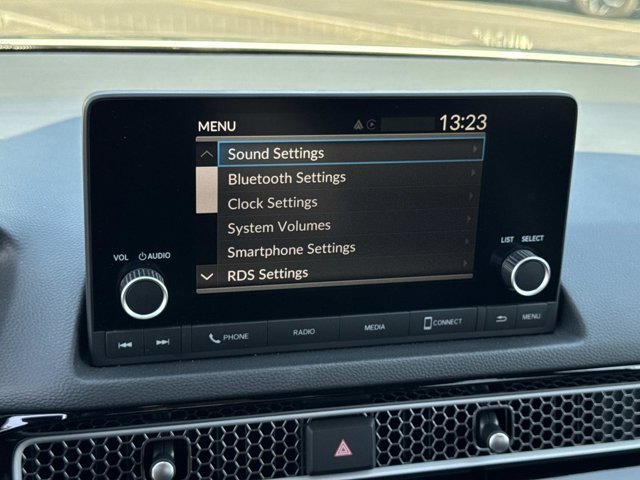 MENU 13:23
Sound Settings
Bluetooth Settings
Clock Settings
System Volumes
Smartphone Settings
RDS Settings
VOL AUDIO
LIST SELECT
PHONE RADIO MEDIA CONNECT MENU